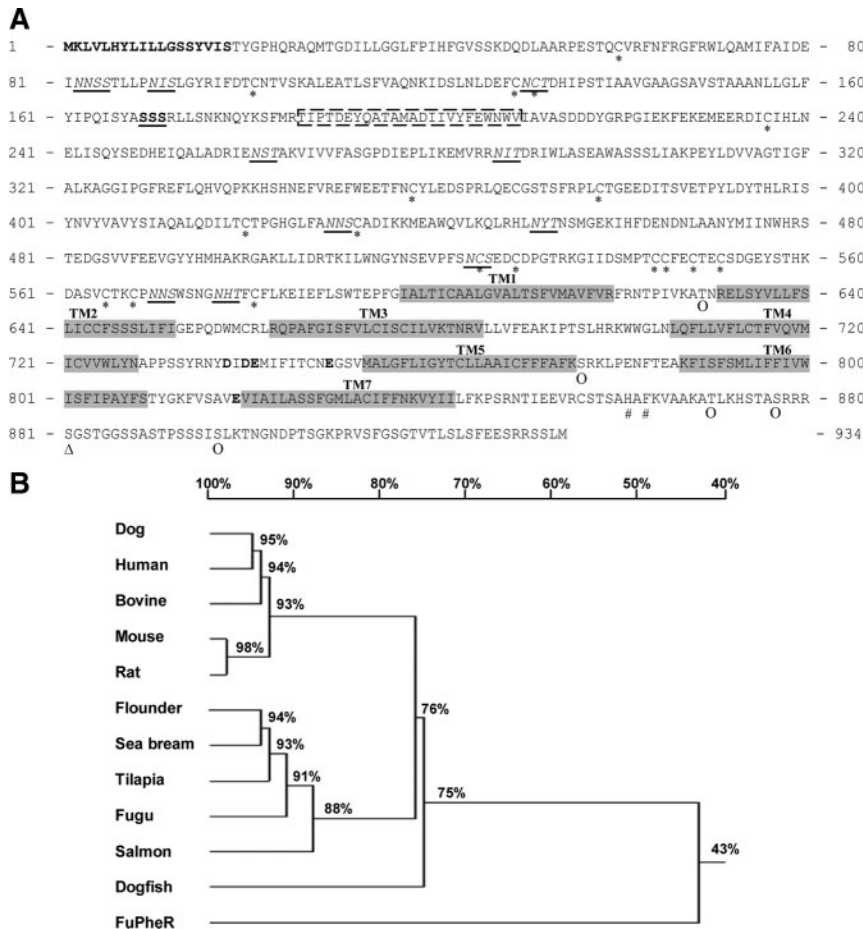 A
1 - MKLVLHYLILLGSSYVISTYGPHQRAQMTGDILLGGLFPIHFGVSSKDQDLAARPESTQCVRFNFRGFRWLQAMIFAIDE - 80
*
81 - INNSSTLLPNISLGYRIFDTCNTVSKALEATLSFVAQNKIDSLNLDEFCNCTDHIPSTIAAVGAAGSAVSTAAANLLGLF - 160
* * *
161 - YIPQISYASSSRLLSNKNQYKSFMRTIPTDEYQATAMADIIVYFEWNWVIAVASDDDYGRPGIEKFEKEMEERDICIHLN - 240
*
241 - ELISQYSEDHEIQALADRIENSTAKVIVVFASGPDIEPLIKEMVRRNITDRIWLASEAWASSSLIAKPEYLDVVAGTIGF - 320
321 - ALKAGGIPGFREFLQHVQPKKHSHNEFVREFWEETFNCYLEDSPRLQECGSTSFRPLCTGEEDITSVETPYLDYTHLRIS - 400
* *
401 - YNVYVAVYSIAQALQDILTCTPGHGLFANNSCADIKKMEAWQVLKQLRHLNYTNSMGEKIHFDENDNLAANYMIINWHRS - 480
* *
481 - TEDGSVVFEEVGYYHMHAKRGAKLLIDRTKILWNGYNSEVPFSNCSEDCDPGTRKGIIDSMPTCCFECTECSDGEYSTHK - 560
* * * * * *
TM1
561 - DASVCTKCPNNSWSNGNHTFCFLKEIEFLSWTEPFGIALTICAALGVALTSFVMAVFVRFRNTPIVKATNRELSYVLLFS - 640
* * * O
TM2 TM3 TM4
641 - LICCFSSSLIFIGEPQDWMCRLRQPAFGISFVLCISCILVKTNRVLLVFEAKIPTSLHRKWWGLNLQFLLVFLCTFVQVM - 720
TM5 TM6
721 - ICVVWLYNAPPSSYRNYDIDEMIFITCNEGSVMALGFLIGYTCLLAAICFFFAFKSRKLPENFTEAKFISFSMLIFFIVW - 800
O
TM7
801 - ISFIPAYFSTYGKFVSAVEVIAILASSFGMLACIFFNKVYIILFKPSRNTIEEVRCSTSAHAFKVAAKATLKHSTASRRR - 880
# # O O
881 - SGSTGGSSASTPSSSISLKTNGNDPTSGKPRVSFGSGTVTLSLSFEESRRSSLM - 934
Δ O
B
100% 90% 80% 70% 60% 50% 40%
Dog
95%
Human
94%
Bovine
93%
Mouse
98%
Rat
Flounder
94%
76%
Sea bream
93%
Tilapia
91%
75%
Fugu
88%
Salmon
43%
Dogfish
FuPheR